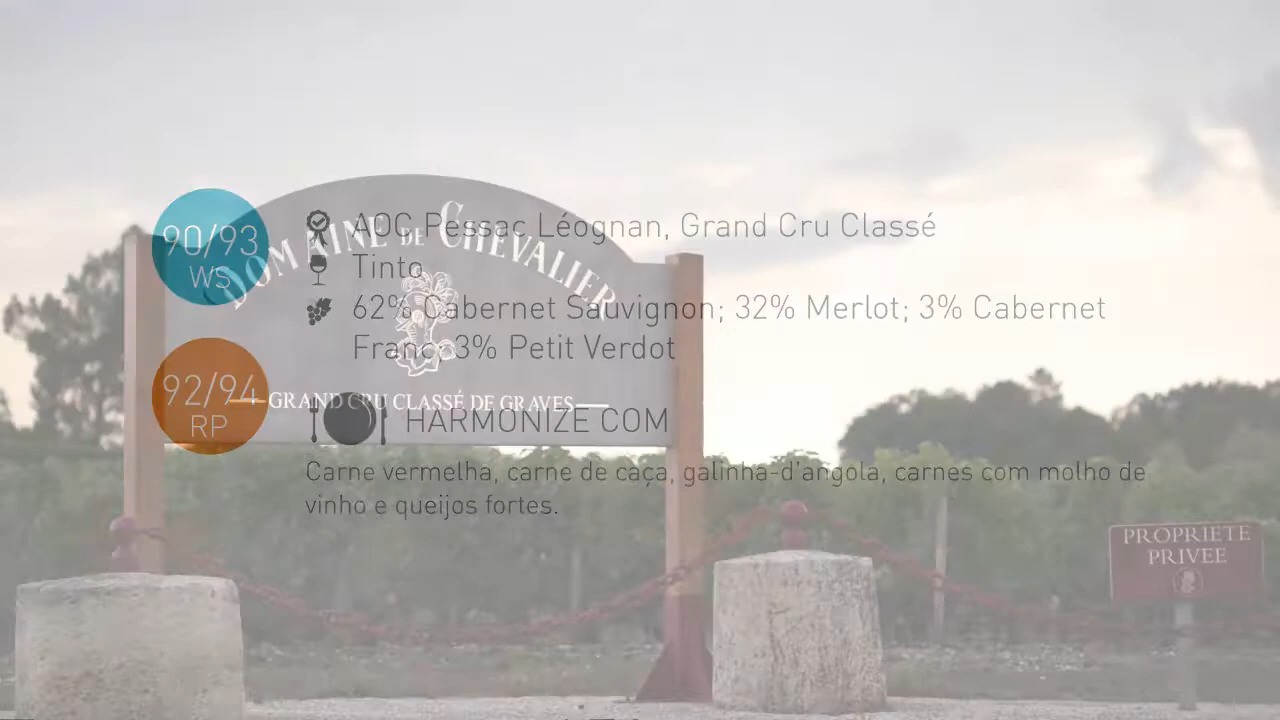 90/93
WS
AOC Pessac Léognan, Grand Cru Classé
DOMAINE DE CHEVALIER
Tinto
62% Cabernet Sauvignon; 32% Merlot; 3% Cabernet
Franc; 3% Petit Verdot
92/94
RP
GRAND CRU CLASSÉ DE GRAVES
HARMONIZE COM
Carne vermelha, carne de caça, galinha-d'angola, carnes com molho de
vinho e queijos fortes.
PROPRIETE
PRIVEE